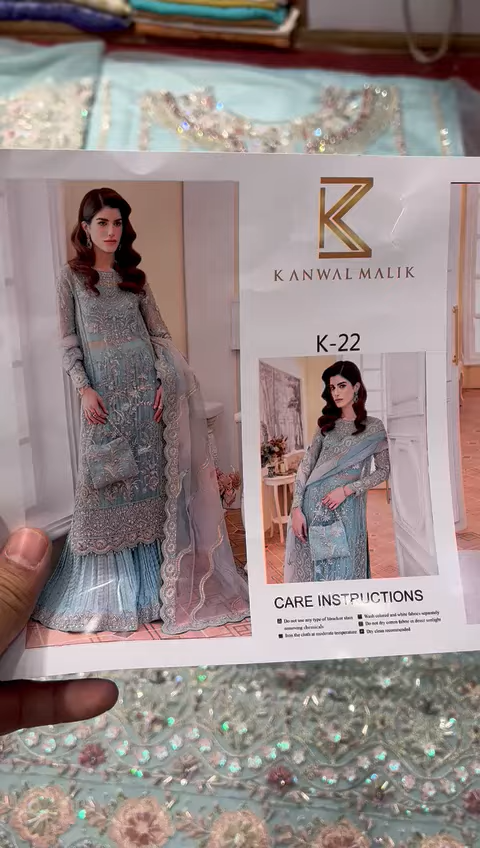 KANWAL MALIK
K-22
CARE INSTRUCTIONS
Do not use any type of bleach or stain
removing chemicals
Iron the cloth at moderate temperature
Wash colored and white fabrics separately
Do not dry cotton fabric in direct sunlight
Dry clean recommended